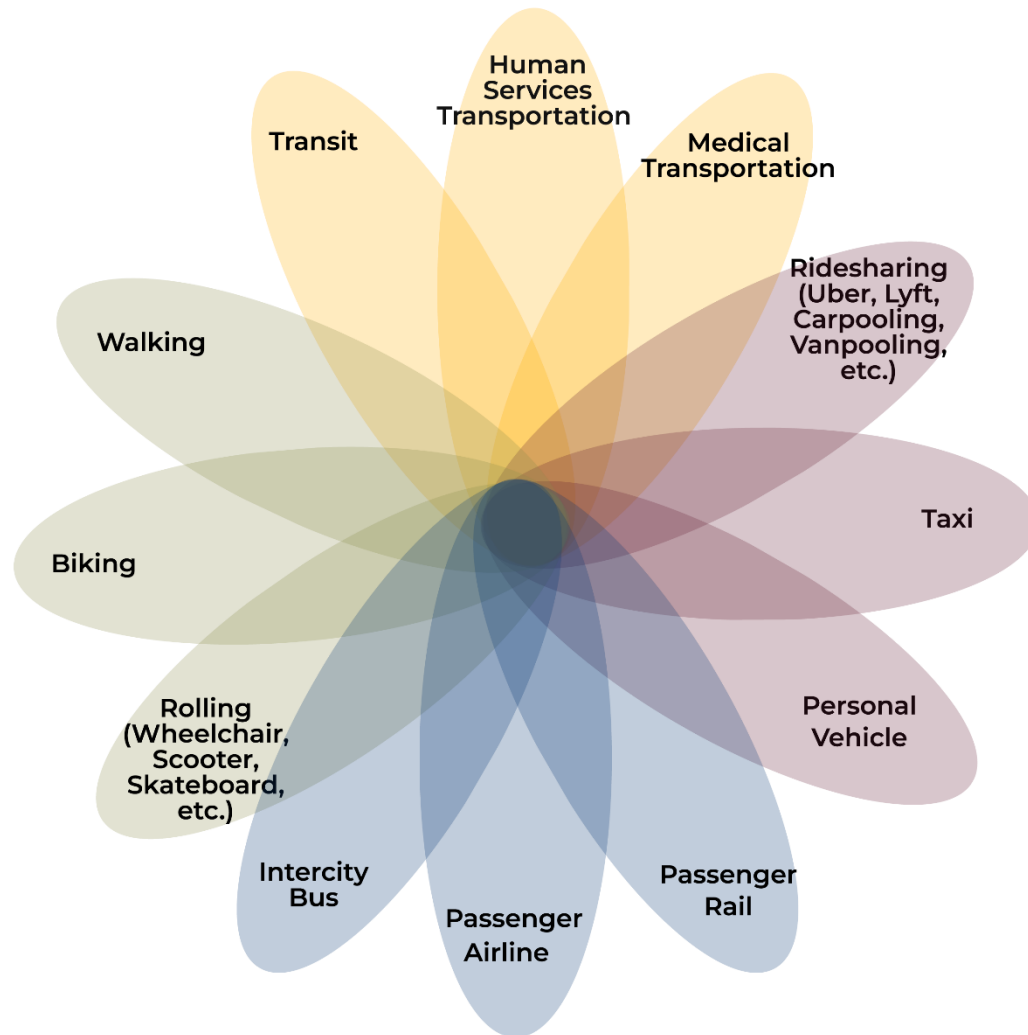 Human
Services
Transportation
Transit
Medical
Transportation
Ridesharing
(Uber, Lyft,
Carpooling,
Vanpooling,
etc.)
Walking
Taxi
Biking
Personal
Vehicle
Rolling
(Wheelchair,
Scooter,
Skateboard,
etc.)
Intercity
Bus
Passenger
Airline
Passenger
Rail